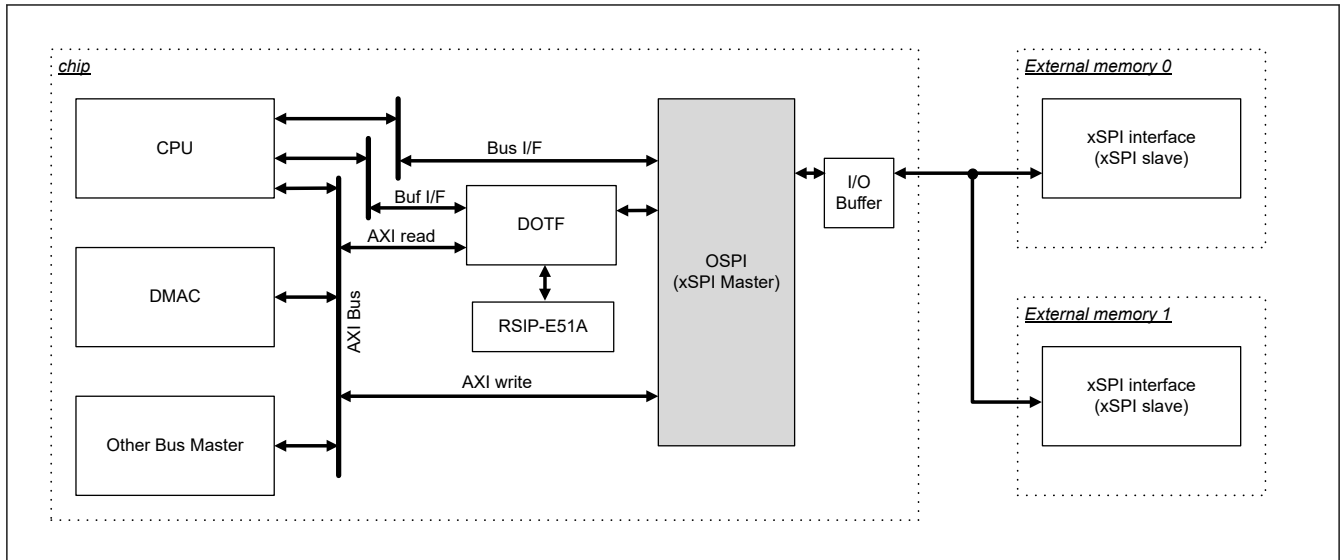 chip
External memory 0
CPU
xSPI interface
(xSPI slave)
Bus I/F
I/O
Buffer
Buf I/F
DOTF
AXI read
OSPI
(xSPI Master)
DMAC
AXI Bus
RSIP-E51A
External memory 1
AXI write
xSPI interface
(xSPI slave)
Other Bus Master